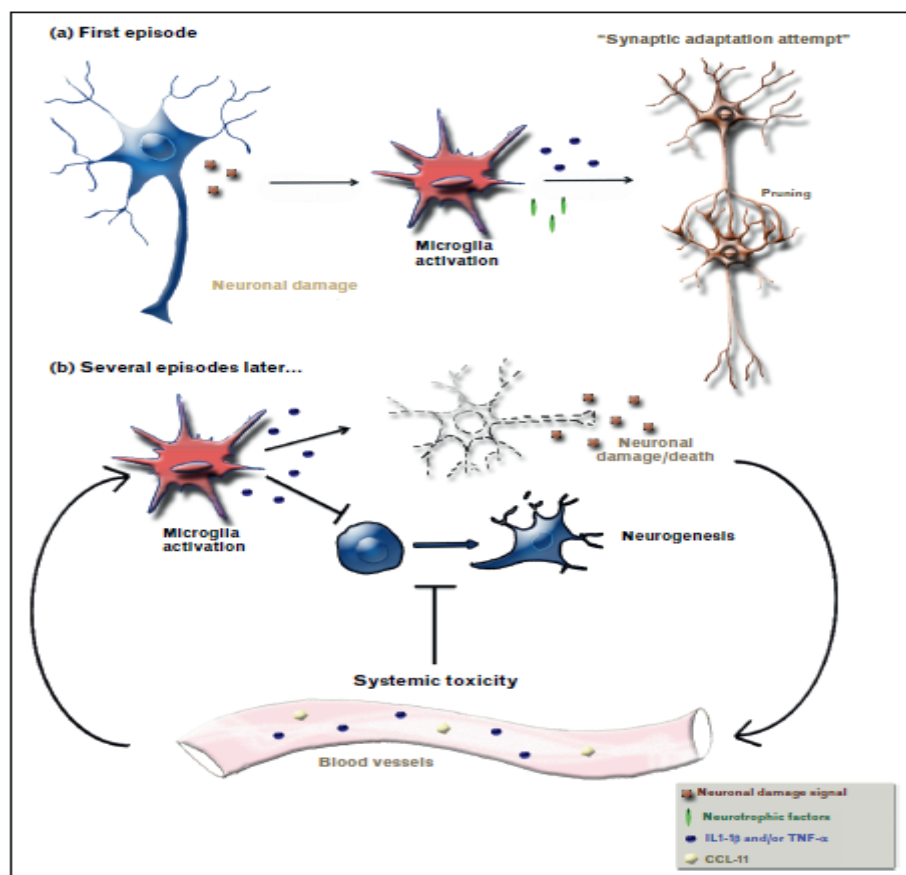 (a) First episode
"Synaptic adaptation attempt"
Pruning
Microglia
activation
Neuronal damage
(b) Several episodes later...
Neuronal
damage/death
Microglia
activation
Neurogenesis
Systemic toxicity
Blood vessels
Neuronal damage signal
Neurotrophic factors
IL1-1β and/or TNF-α
CCL-11